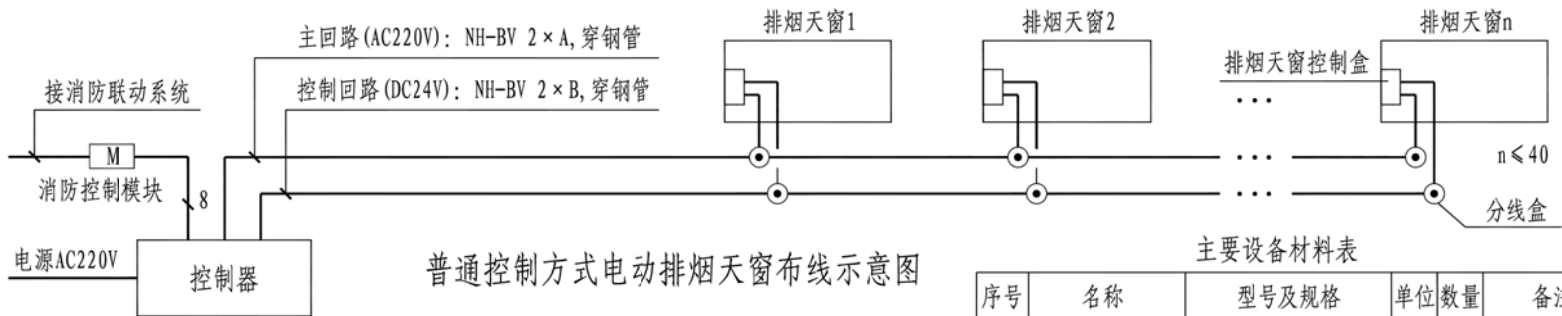 排烟天窗1
排烟天窗2
排烟天窗n
主回路(AC220V): NH-BV 2×A,穿钢管
排烟天窗控制盒
接消防联动系统
控制回路(DC24V): NH-BV 2×B,穿钢管
...
M
...
n≤40
消防控制模块
8
...
分线盒
电源AC220V
控制器
普通控制方式电动排烟天窗布线示意图
主要设备材料表
序号 名称 型号及规格 单位 数量 备注